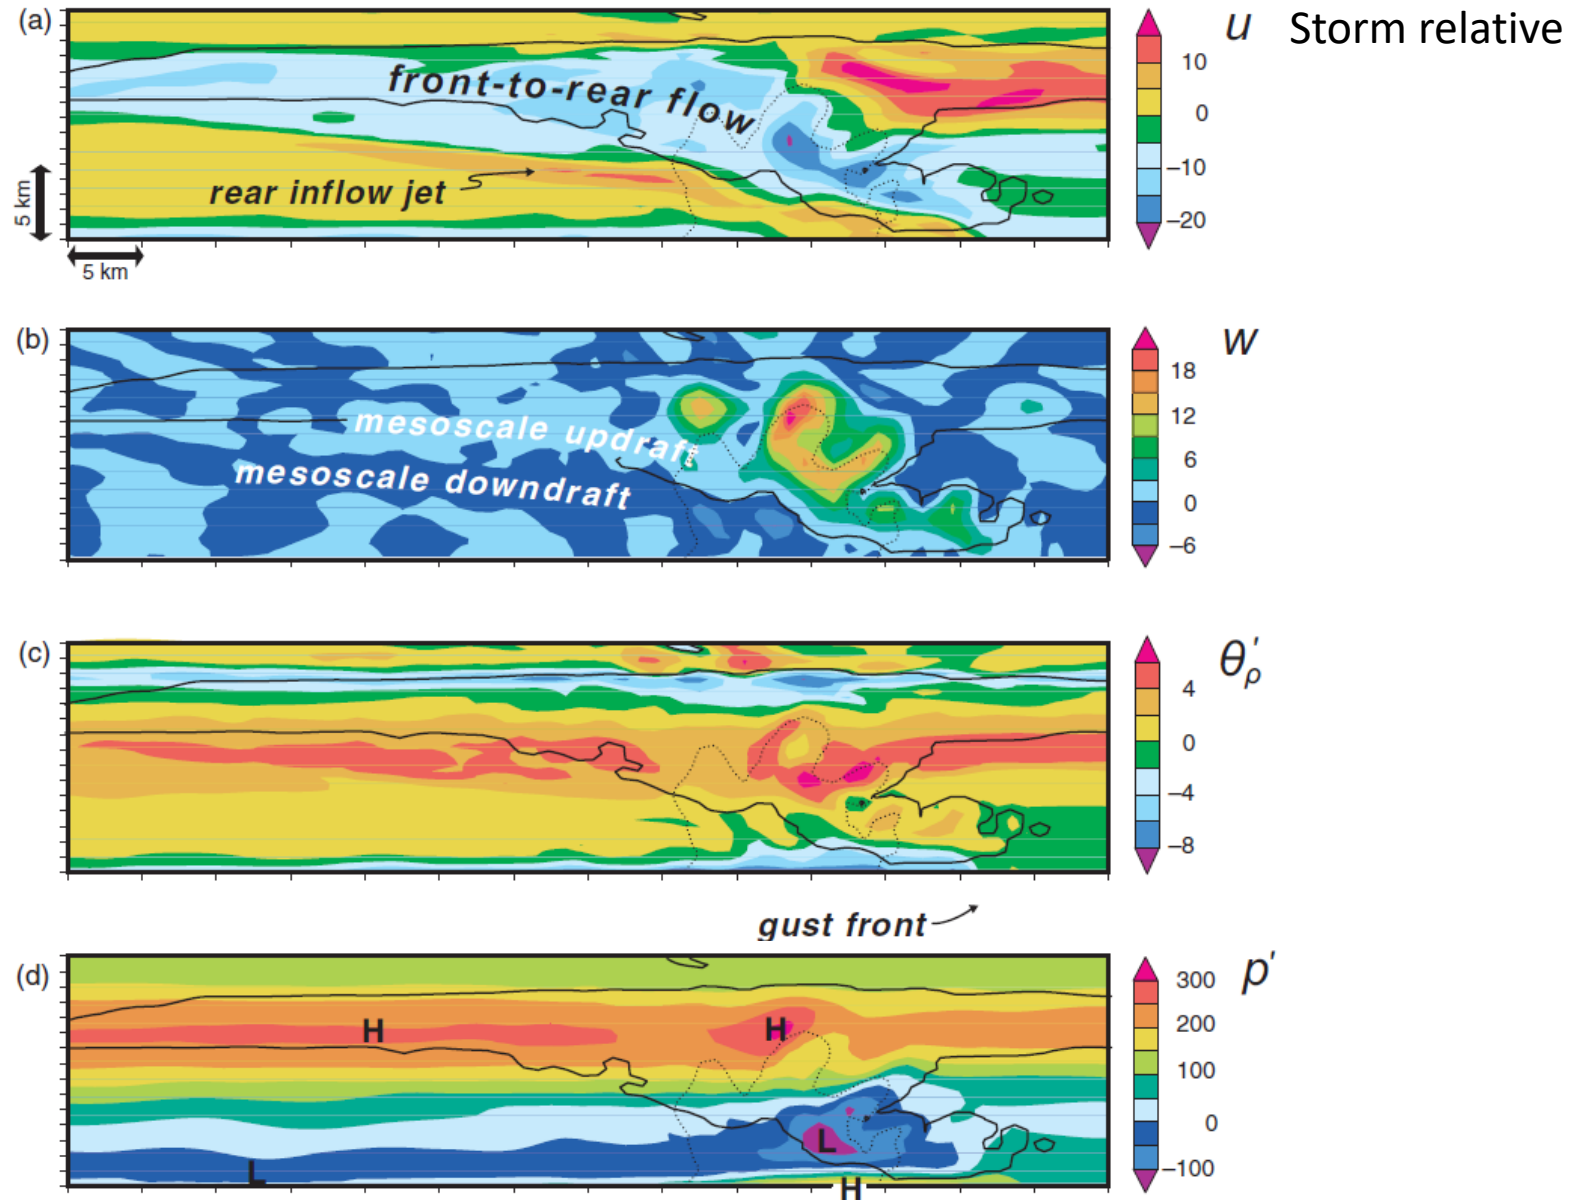 (a)
u Storm relative
front-to-rear flow
rear inflow jet
5 km
5 km
10
0
−10
−20
(b)
w
mesoscale updraft
mesoscale downdraft
18
12
6
0
−6
(c)
θ′ρ
4
0
−4
−8
gust front
(d)
p′
H
H
L
L
H
300
200
100
0
−100